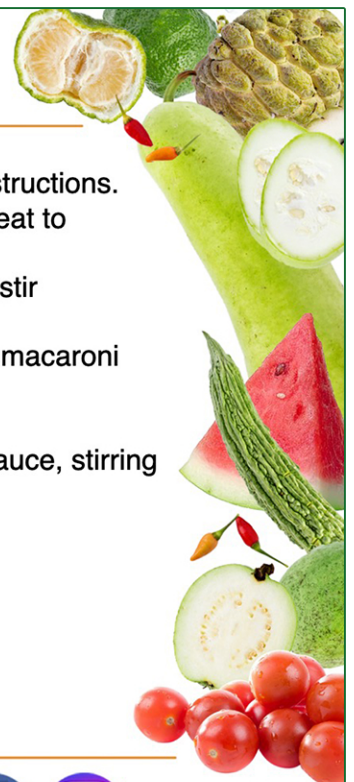 structions.
eat to
stir
macaroni
auce, stirring